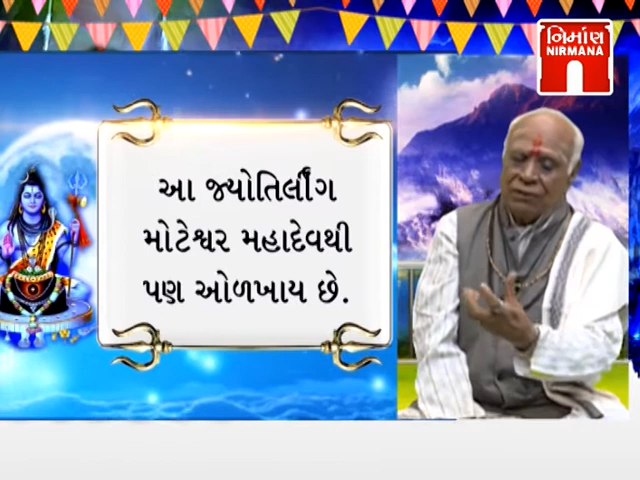 નિર્માણ
NIRMANA
આ જ્યોતિર્લીંગ
મોટેશ્વર મહાદેવથી
પણ ઓળખાય છે.